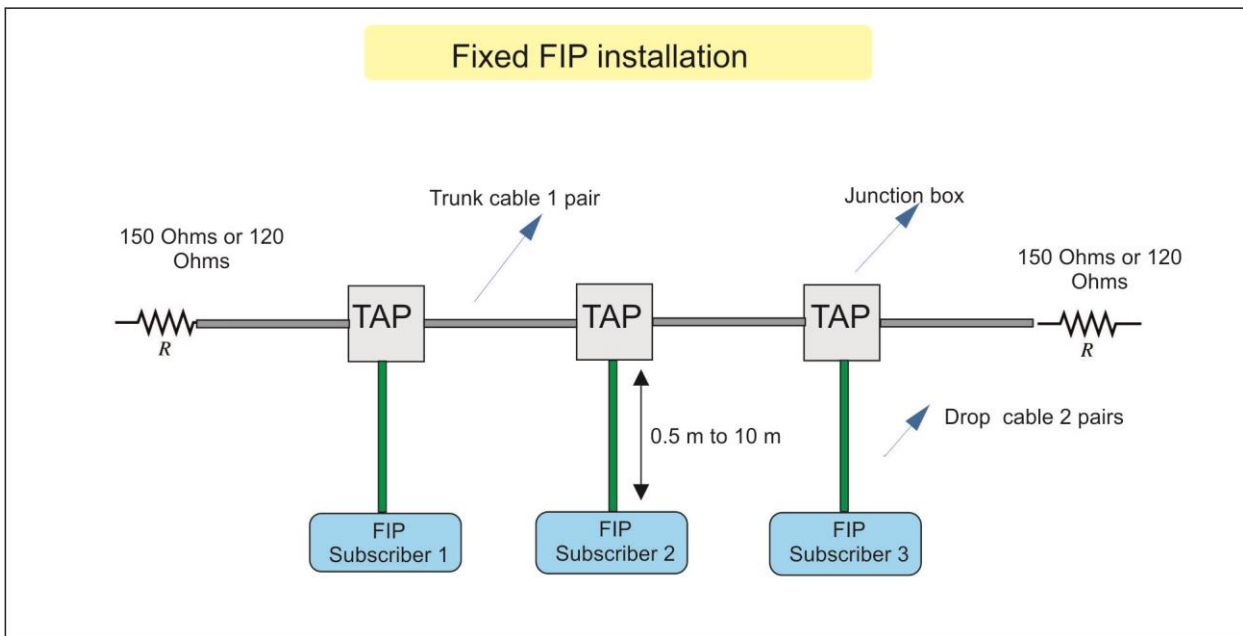 Fixed FIP installation
Trunk cable 1 pair
Junction box
150 Ohms or 120
Ohms
150 Ohms or 120
Ohms
TAP
TAP
TAP
R
R
0.5 m to 10 m
Drop cable 2 pairs
FIP
Subscriber 1
FIP
Subscriber 2
FIP
Subscriber 3